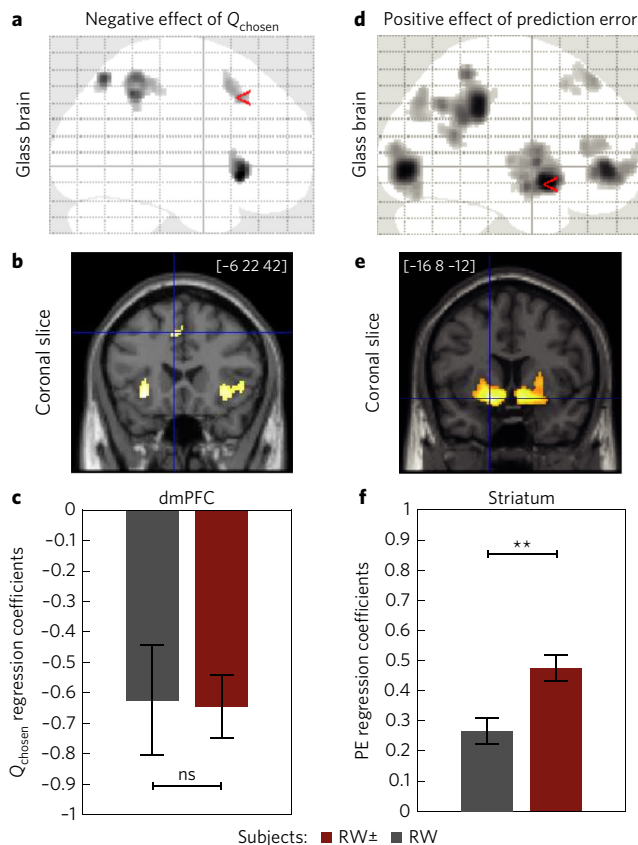 a Negative effect of Qchosen
Glass brain
<
b
[–6 22 42]
Coronal slice
c dmPFC
Qchosen regression coefficients
0
–0.1
–0.2
–0.3
–0.4
–0.5
–0.6
–0.7
–0.8
–0.9
–1
ns
d Positive effect of prediction error
Glass brain
<
e
[–16 8 –12]
Coronal slice
f Striatum
PE regression coefficients
1
0.9
0.8
0.7
0.6
0.5
0.4
0.3
0.2
0.1
0
**
Subjects: RW± RW